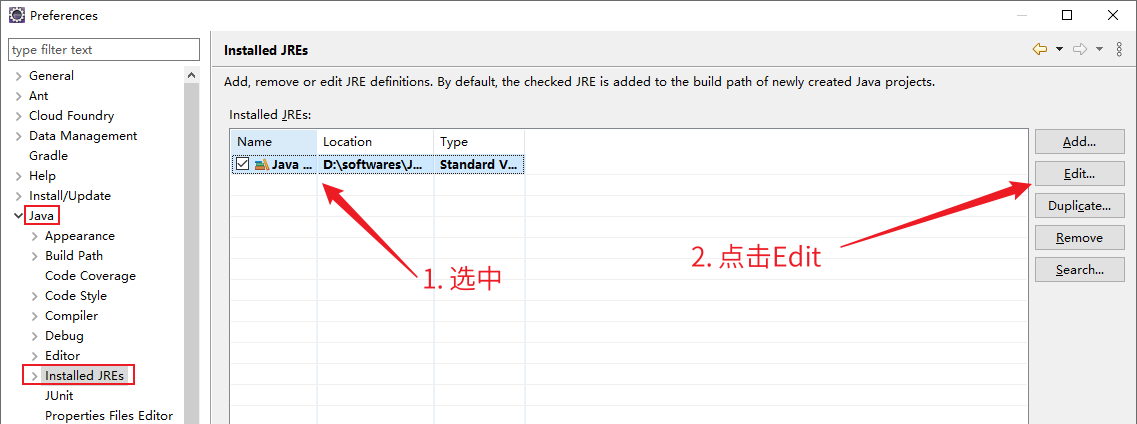 Preferences
type filter text
General
Ant
Cloud Foundry
Data Management
Gradle
Help
Install/Update
Java
Appearance
Build Path
Code Coverage
Code Style
Compiler
Debug
Editor
Installed JREs
JUnit
Properties Files Editor
Installed JREs
Add, remove or edit JRE definitions. By default, the checked JRE is added to the build path of newly created Java projects.
Installed JREs:
Name Location Type
Java ... D:\softwares\J... Standard V...
Add...
Edit...
Duplicate...
Remove
Search...
1. 选中
2. 点击Edit